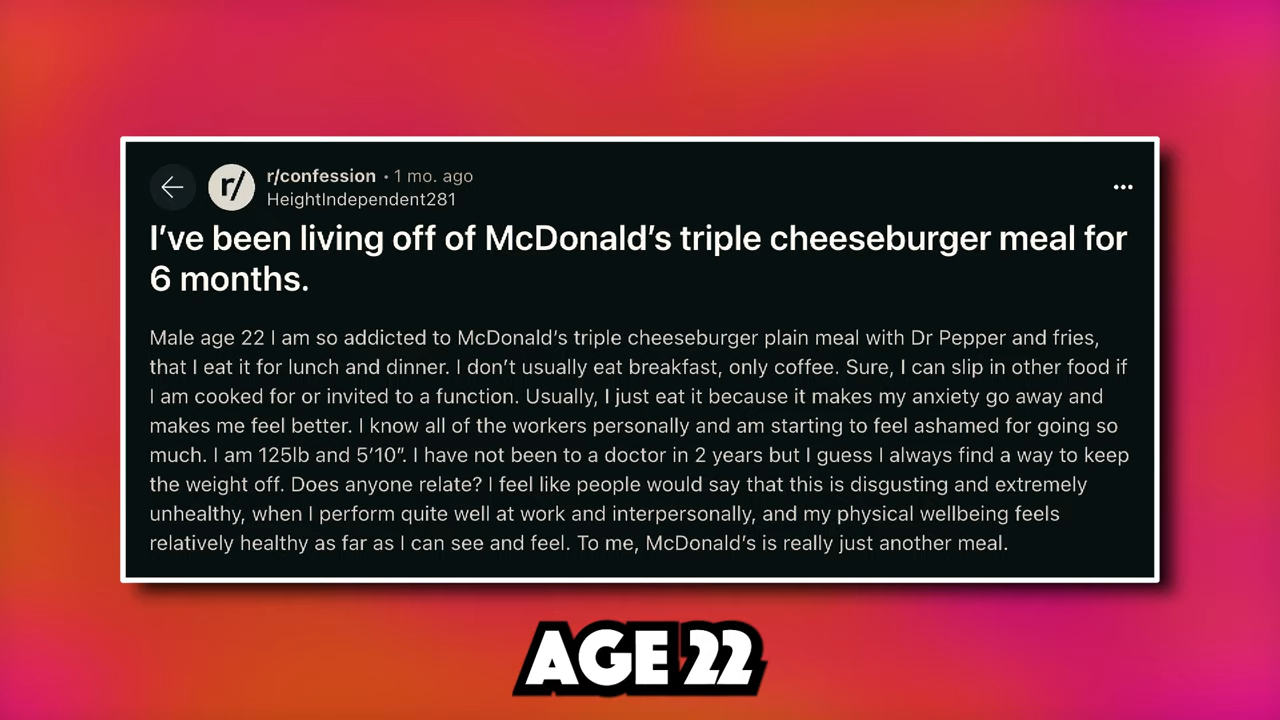 r/
r/confession • 1 mo. ago
HeightIndependent281
I’ve been living off of McDonald’s triple cheeseburger meal for
6 months.
Male age 22 I am so addicted to McDonald’s triple cheeseburger plain meal with Dr Pepper and fries,
that I eat it for lunch and dinner. I don’t usually eat breakfast, only coffee. Sure, I can slip in other food if
I am cooked for or invited to a function. Usually, I just eat it because it makes my anxiety go away and
makes me feel better. I know all of the workers personally and am starting to feel ashamed for going so
much. I am 125lb and 5’10”. I have not been to a doctor in 2 years but I guess I always find a way to keep
the weight off. Does anyone relate? I feel like people would say that this is disgusting and extremely
unhealthy, when I perform quite well at work and interpersonally, and my physical wellbeing feels
relatively healthy as far as I can see and feel. To me, McDonald’s is really just another meal.
AGE 22